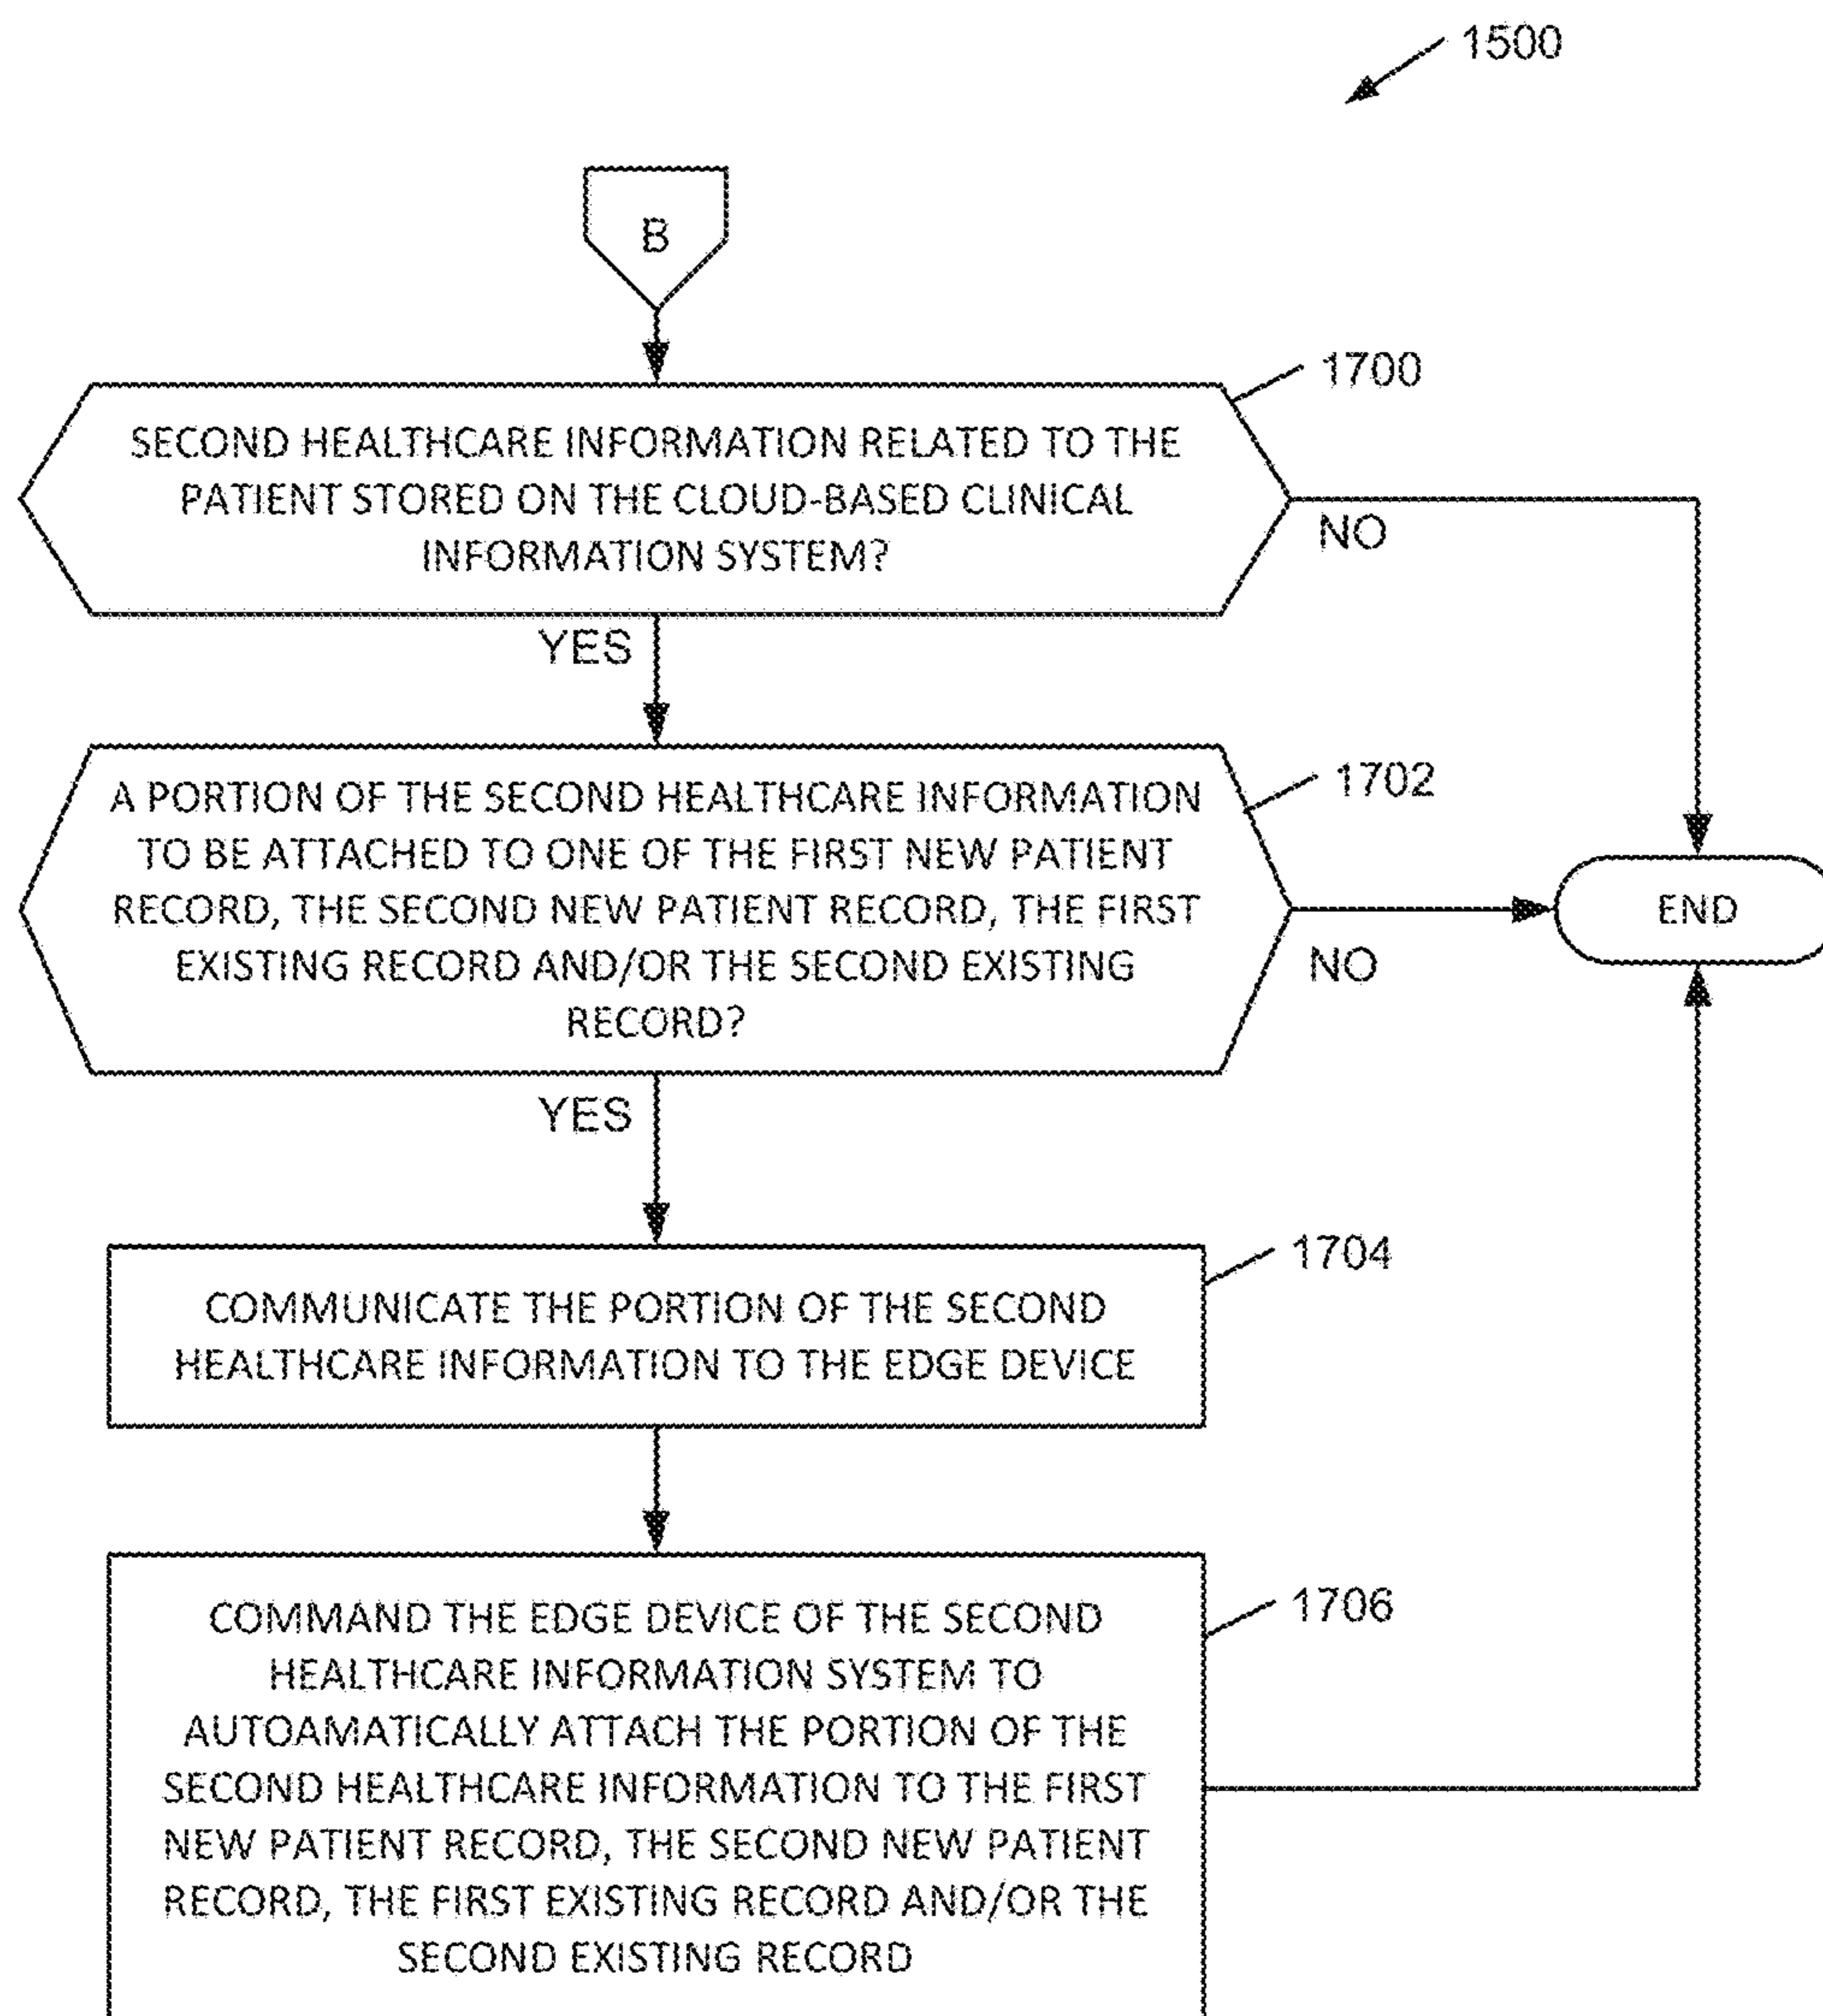 1500
B
1700
SECOND HEALTHCARE INFORMATION RELATED TO THE
PATIENT STORED ON THE CLOUD-BASED CLINICAL
INFORMATION SYSTEM?
NO
YES
1702
A PORTION OF THE SECOND HEALTHCARE INFORMATION
TO BE ATTACHED TO ONE OF THE FIRST NEW PATIENT
RECORD, THE SECOND NEW PATIENT RECORD, THE FIRST
EXISTING RECORD AND/OR THE SECOND EXISTING
RECORD?
END
NO
YES
1704
COMMUNICATE THE PORTION OF THE SECOND
HEALTHCARE INFORMATION TO THE EDGE DEVICE
1706
COMMAND THE EDGE DEVICE OF THE SECOND
HEALTHCARE INFORMATION SYSTEM TO
AUTOAMATICALLY ATTACH THE PORTION OF THE
SECOND HEALTHCARE INFORMATION TO THE FIRST
NEW PATIENT RECORD, THE SECOND NEW PATIENT
RECORD, THE FIRST EXISTING RECORD AND/OR THE
SECOND EXISTING RECORD